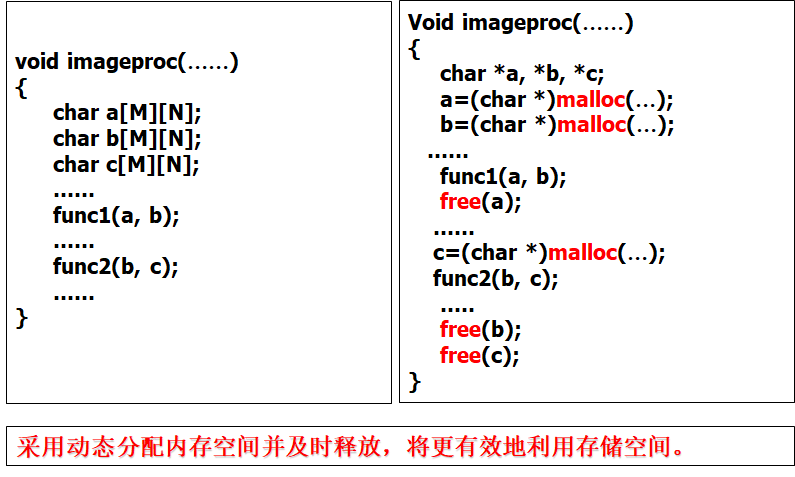 void imageproc(……)
{
char a[M][N];
char b[M][N];
char c[M][N];
……
func1(a, b);
……
func2(b, c);
……
}
Void imageproc(……)
{
char *a, *b, *c;
a=(char *)malloc(…);
b=(char *)malloc(…);
……
func1(a, b);
free(a);
……
c=(char *)malloc(…);
func2(b, c);
…..
free(b);
free(c);
}
采用动态分配内存空间并及时释放，将更有效地利用存储空间。